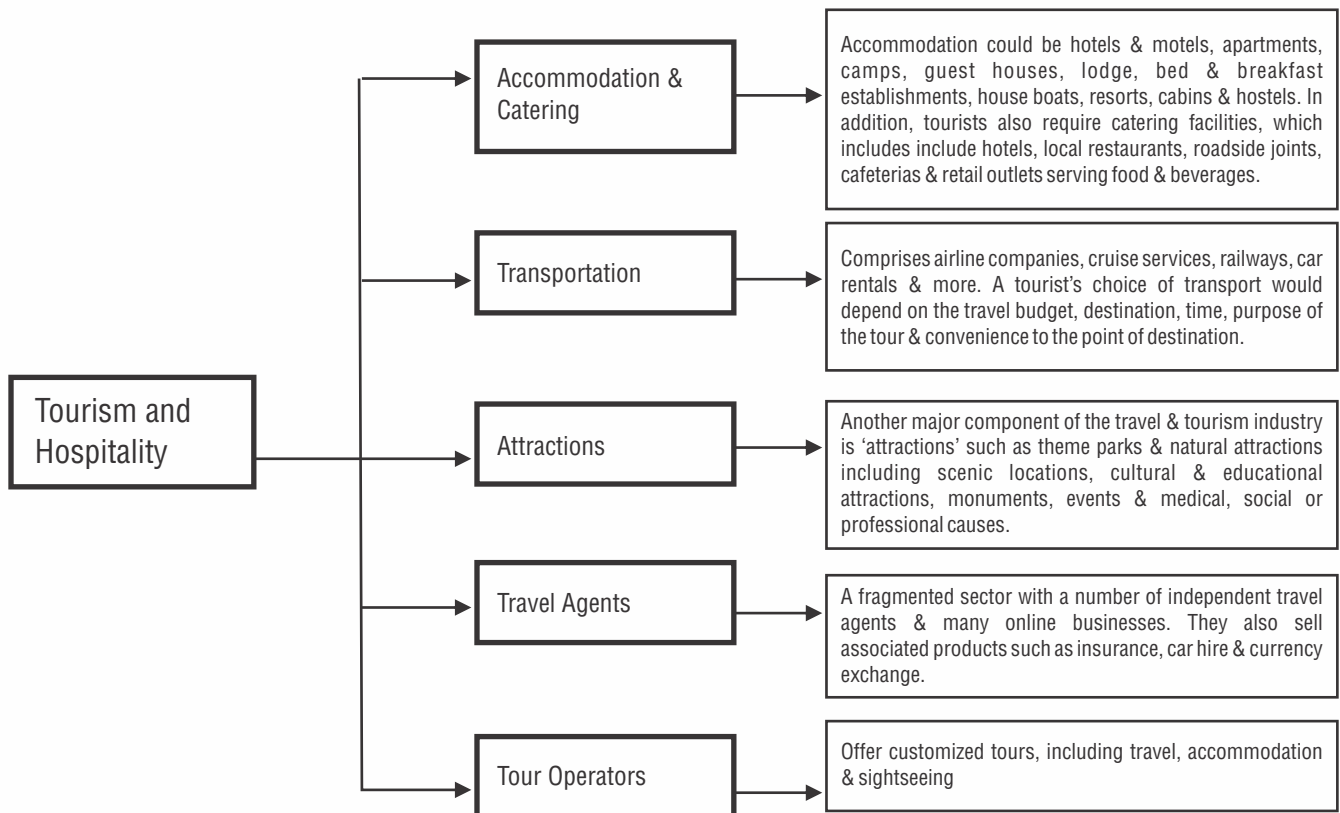 Tourism and
Hospitality
Accommodation &
Catering
Accommodation could be hotels & motels, apartments,
camps, guest houses, lodge, bed & breakfast
establishments, house boats, resorts, cabins & hostels. In
addition, tourists also require catering facilities, which
includes include hotels, local restaurants, roadside joints,
cafeterias & retail outlets serving food & beverages.
Transportation
Comprises airline companies, cruise services, railways, car
rentals & more. A tourist’s choice of transport would
depend on the travel budget, destination, time, purpose of
the tour & convenience to the point of destination.
Attractions
Another major component of the travel & tourism industry
is ‘attractions’ such as theme parks & natural attractions
including scenic locations, cultural & educational
attractions, monuments, events & medical, social or
professional causes.
Travel Agents
A fragmented sector with a number of independent travel
agents & many online businesses. They also sell
associated products such as insurance, car hire & currency
exchange.
Tour Operators
Offer customized tours, including travel, accommodation
& sightseeing